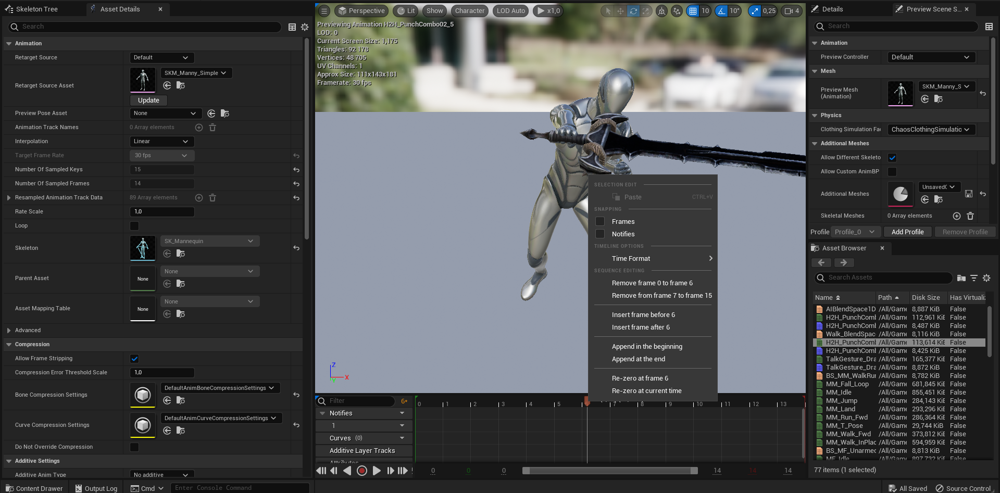 Skeleton Tree
Asset Details
Search
Animation
Retarget Source
Default
Retarget Source Asset
SKM_Manny_Simple
Update
Preview Pose Asset
None
Animation Track Names
0 Array elements
Interpolation
Linear
Target Frame Rate
30 fps
Number Of Sampled Keys
15
Number Of Sampled Frames
14
Resampled Animation Track Data
89 Array elements
Rate Scale
1,0
Loop
Skeleton
SK_Mannequin
Parent Asset
None
None
Asset Mapping Table
None
None
Advanced
Compression
Allow Frame Stripping
Compression Error Threshold Scale
1,0
Bone Compression Settings
DefaultAnimBoneCompressionSettings
Curve Compression Settings
DefaultAnimCurveCompressionSettings
Do Not Override Compression
Additive Settings
Additive Anim Type
No additive
Content Drawer
Output Log
Cmd
Enter Console Command
Perspective
Lit
Show
Character
LOD Auto
x1,0
10
10°
0,25
4
Previewing Animation H2H_PunchCombo02_5
LOD: 0
Current Screen Size: 1,175
Triangles: 92 178
Vertices: 48 705
UV Channels: 1
Approx Size: 111x143x181
Framerate: 30 fps
SELECTION EDIT
Paste CTRL+V
SNAPPING
Frames
Notifies
TIMELINE OPTIONS
Time Format
SEQUENCE EDITING
Remove frame 0 to frame 6
Remove from frame 7 to frame 15
Insert frame before 6
Insert frame after 6
Append in the beginning
Append at the end
Re-zero at frame 6
Re-zero at current time
Z
X
Y
Filter
6*
0 1 2 3 4 5 6 7 8 9 10 11 12 13
Notifies
1
Curves (0)
Additive Layer Tracks
Attributes
0 0 0 14 14 14
Details
Preview Scene S...
Search
Animation
Preview Controller
Default
Mesh
Preview Mesh
(Animation)
SKM_Manny_S
Physics
Clothing Simulation Fac
ChaosClothingSimulatic
Additional Meshes
Allow Different Skeleto
Allow Custom AnimBP
Additional Meshes
Unsaved(
Skeletal Meshes
0 Array elements
Profile
Profile_0
Add Profile
Remove Profile
Asset Browser
Search Assets
Name Path Disk Size Has Virtualiz
AIBlendSpace1D /All/Game 8,887 KiB False
H2H_PunchComl /All/Game 112,961 KiE False
H2H_PunchComl /All/Game 8,487 KiB False
Walk_BlendSpac /All/Game 8,116 KiB False
H2H_PunchComl /All/Game 113,614 KiE False
H2H_PunchComl /All/Game 8,425 KiB False
TalkGesture_Dra /All/Game 165,377 KiE False
TalkGesture_Dra /All/Game 8,872 KiB False
BS_MM_WalkRun /All/Game 8,782 KiB False
MM_Fall_Loop /All/Game 681,845 KiE False
MM_Idle /All/Game 855,451 KiE False
MM_Jump /All/Game 284,143 KiE False
MM_Land /All/Game 293,296 KiE False
MM_Run_Fwd /All/Game 286,364 KiE False
MM_T_Pose /All/Game 29,744 KiB False
MM_Walk_Fwd /All/Game 373,812 KiE False
MM_Walk_InPlac /All/Game 594,959 KiE False
BS_MF_Unarmed /All/Game 8,813 KiB False
MF_Idle /All/Game 897,732 KiE False
77 items (1 selected)
All Saved
Source Control